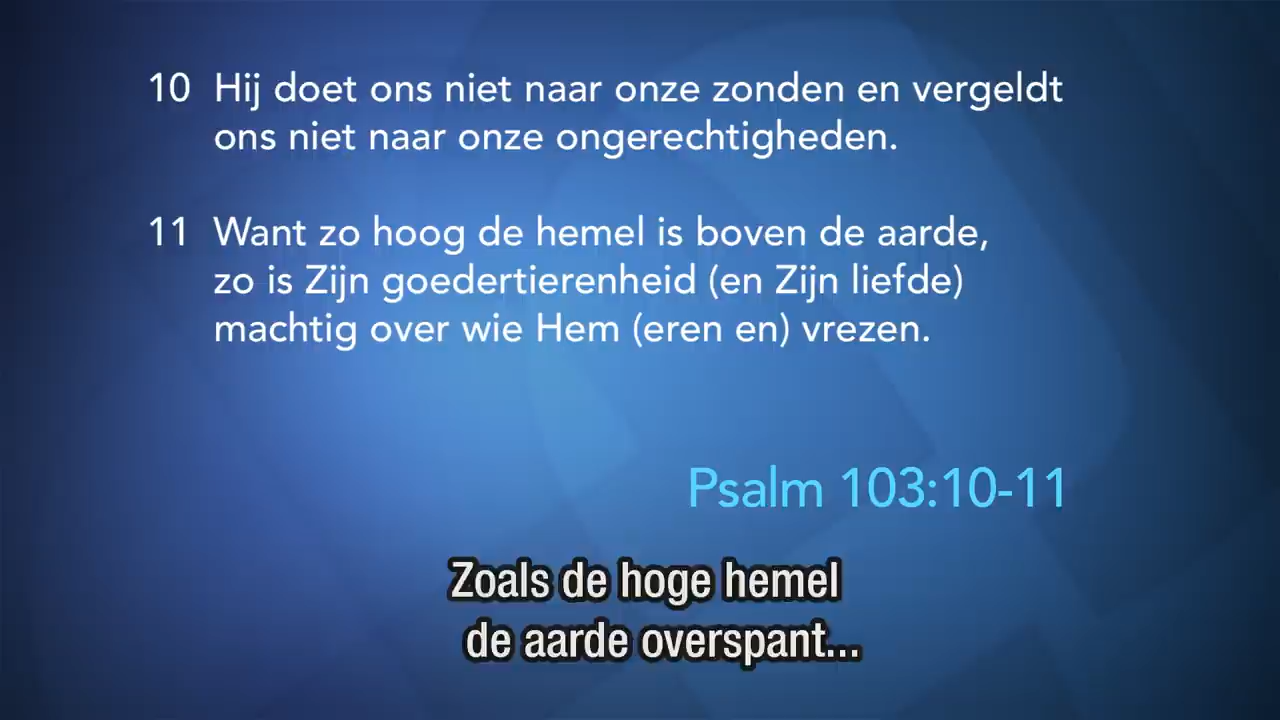 10 Hij doet ons niet naar onze zonden en vergeldt
ons niet naar onze ongerechtigheden.
11 Want zo hoog de hemel is boven de aarde,
zo is Zijn goedertierenheid (en Zijn liefde)
machtig over wie Hem (eren en) vrezen.
Psalm 103:10-11
Zoals de hoge hemel
de aarde overspant...